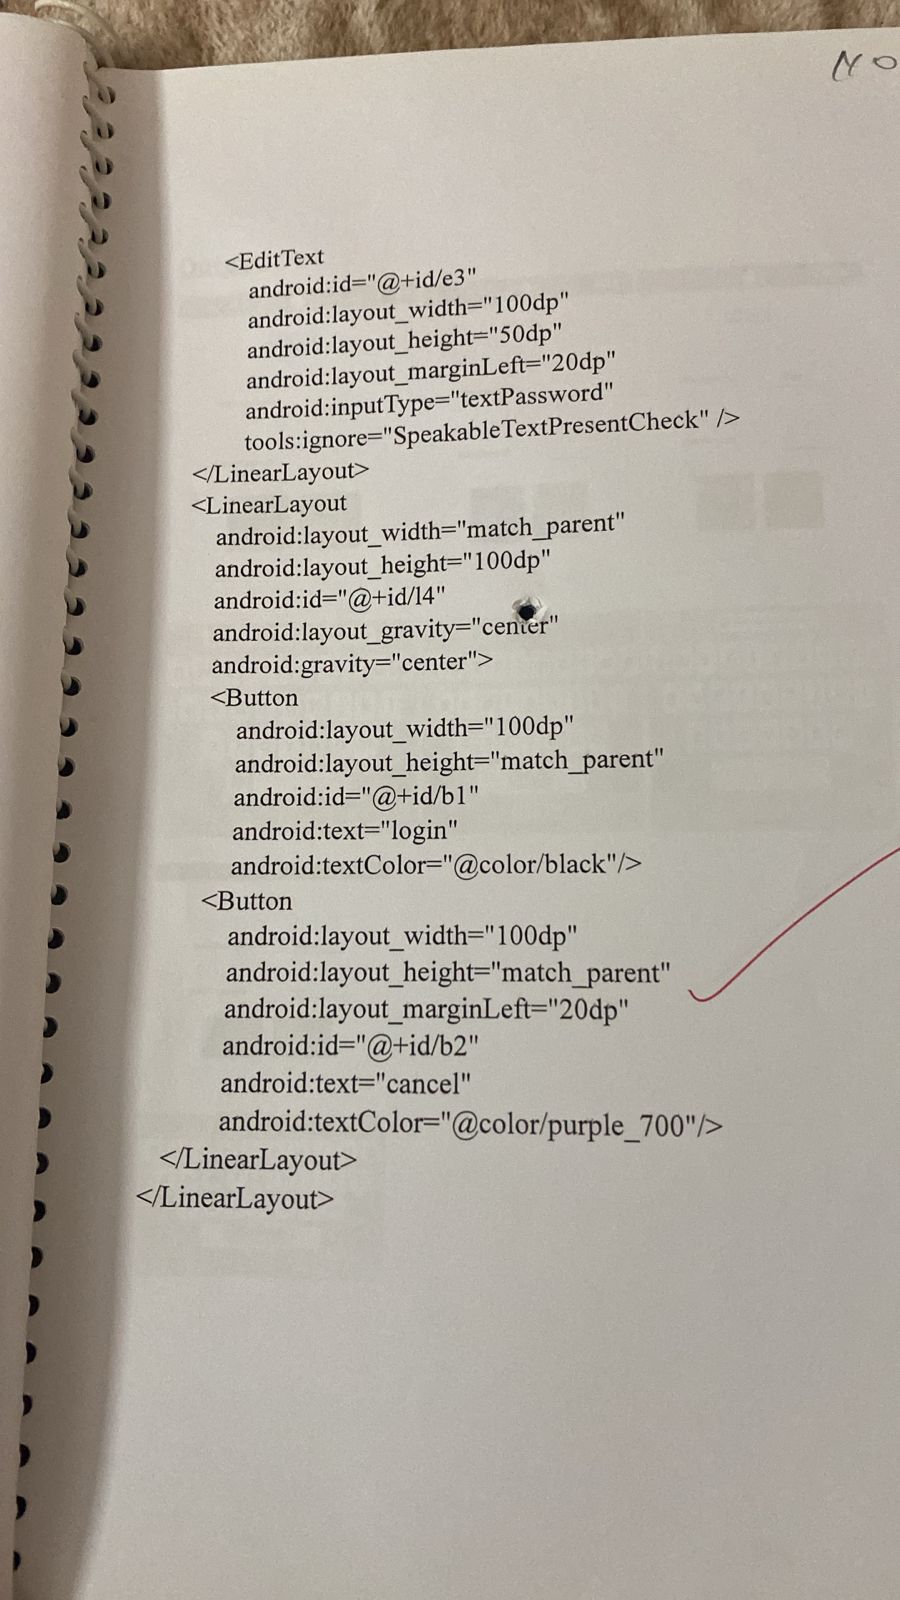 NO
<EditText
android:id="@+id/e3"
android:layout_width="100dp"
android:layout_height="50dp"
android:layout_marginLeft="20dp"
android:inputType="textPassword"
tools:ignore="SpeakableTextPresentCheck" />
</LinearLayout>
<LinearLayout
android:layout_width="match_parent"
android:layout_height="100dp"
android:id="@+id/l4"
android:layout_gravity="center"
android:gravity="center">
<Button
android:layout_width="100dp"
android:layout_height="match_parent"
android:id="@+id/b1"
android:text="login"
android:textColor="@color/black"/>
<Button
android:layout_width="100dp"
android:layout_height="match_parent"
android:layout_marginLeft="20dp"
android:id="@+id/b2"
android:text="cancel"
android:textColor="@color/purple_700"/>
</LinearLayout>
</LinearLayout>